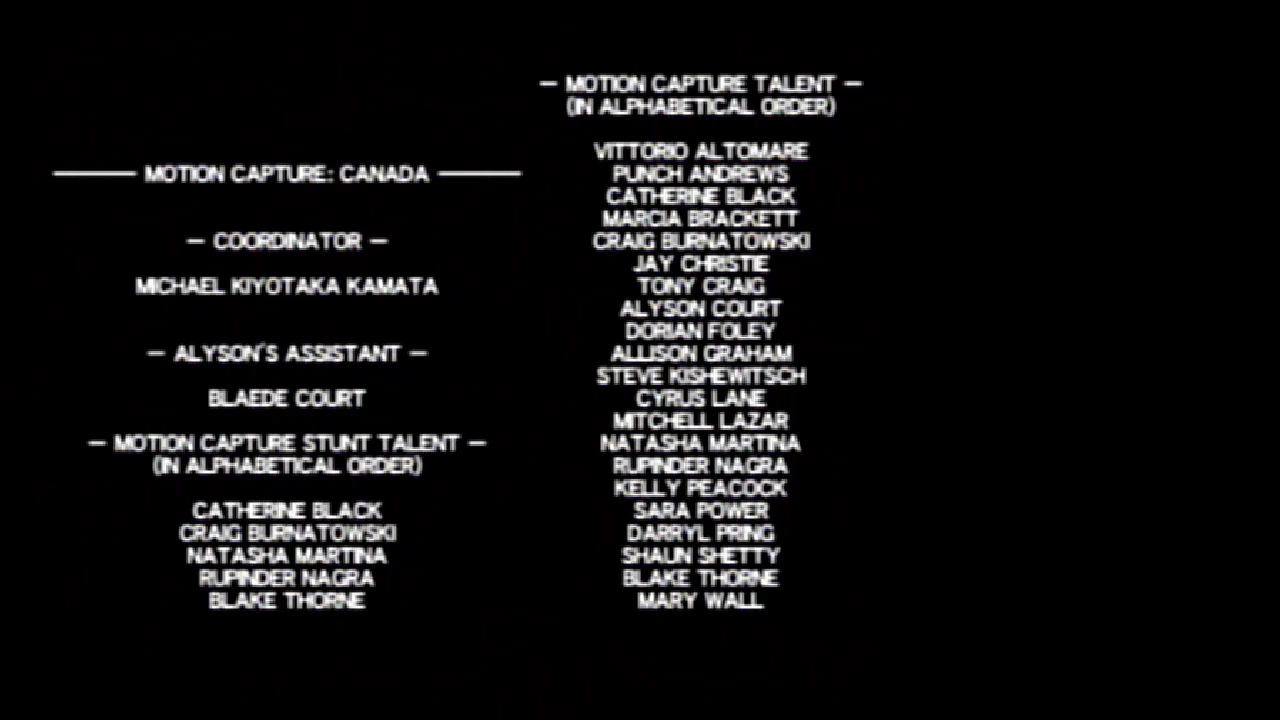 — MOTION CAPTURE: CANADA —
— COORDINATOR —
MICHAEL KIYOTAKA KAMATA
— ALYSON'S ASSISTANT —
BLAEDE COURT
— MOTION CAPTURE STUNT TALENT —
(IN ALPHABETICAL ORDER)
CATHERINE BLACK
CRAIG BURNATOWSKI
NATASHA MARTINA
RUPINDER NAGRA
BLAKE THORNE
— MOTION CAPTURE TALENT —
(IN ALPHABETICAL ORDER)
VITTORIO ALTOMARE
PUNCH ANDREWS
CATHERINE BLACK
MARCIA BRACKETT
CRAIG BURNATOWSKI
JAY CHRISTIE
TONY CRAIG
ALYSON COURT
DORIAN FOLEY
ALLISON GRAHAM
STEVE KISHEWITSCH
CYRUS LANE
MITCHELL LAZAR
NATASHA MARTINA
RUPINDER NAGRA
KELLY PEACOCK
SARA POWER
DARRYL PRING
SHAUN SHETTY
BLAKE THORNE
MARY WALL